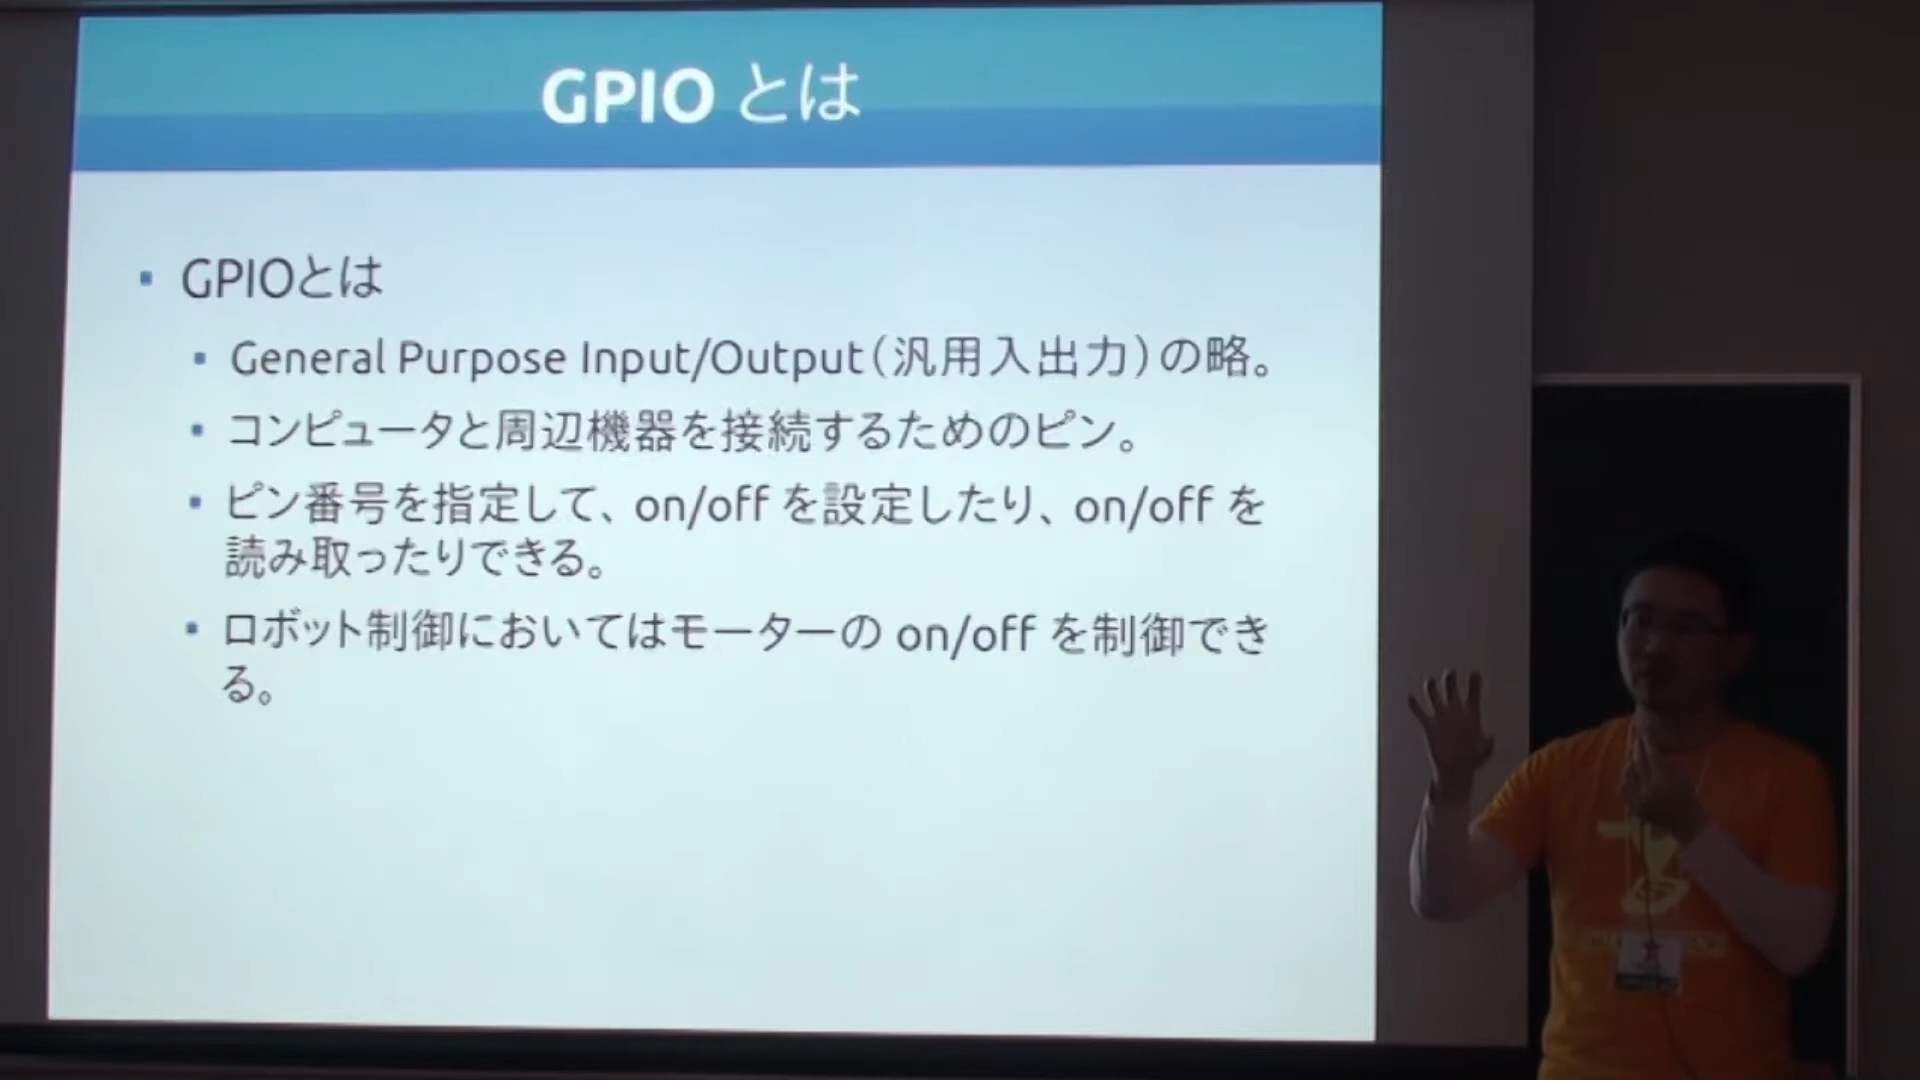 GPIO とは
GPIOとは
General Purpose Input/Output（汎用入出力）の略。
コンピュータと周辺機器を接続するためのピン。
ピン番号を指定して、on/off を設定したり、on/off を
読み取ったりできる。
ロボット制御においてはモーターの on/off を制御でき
る。